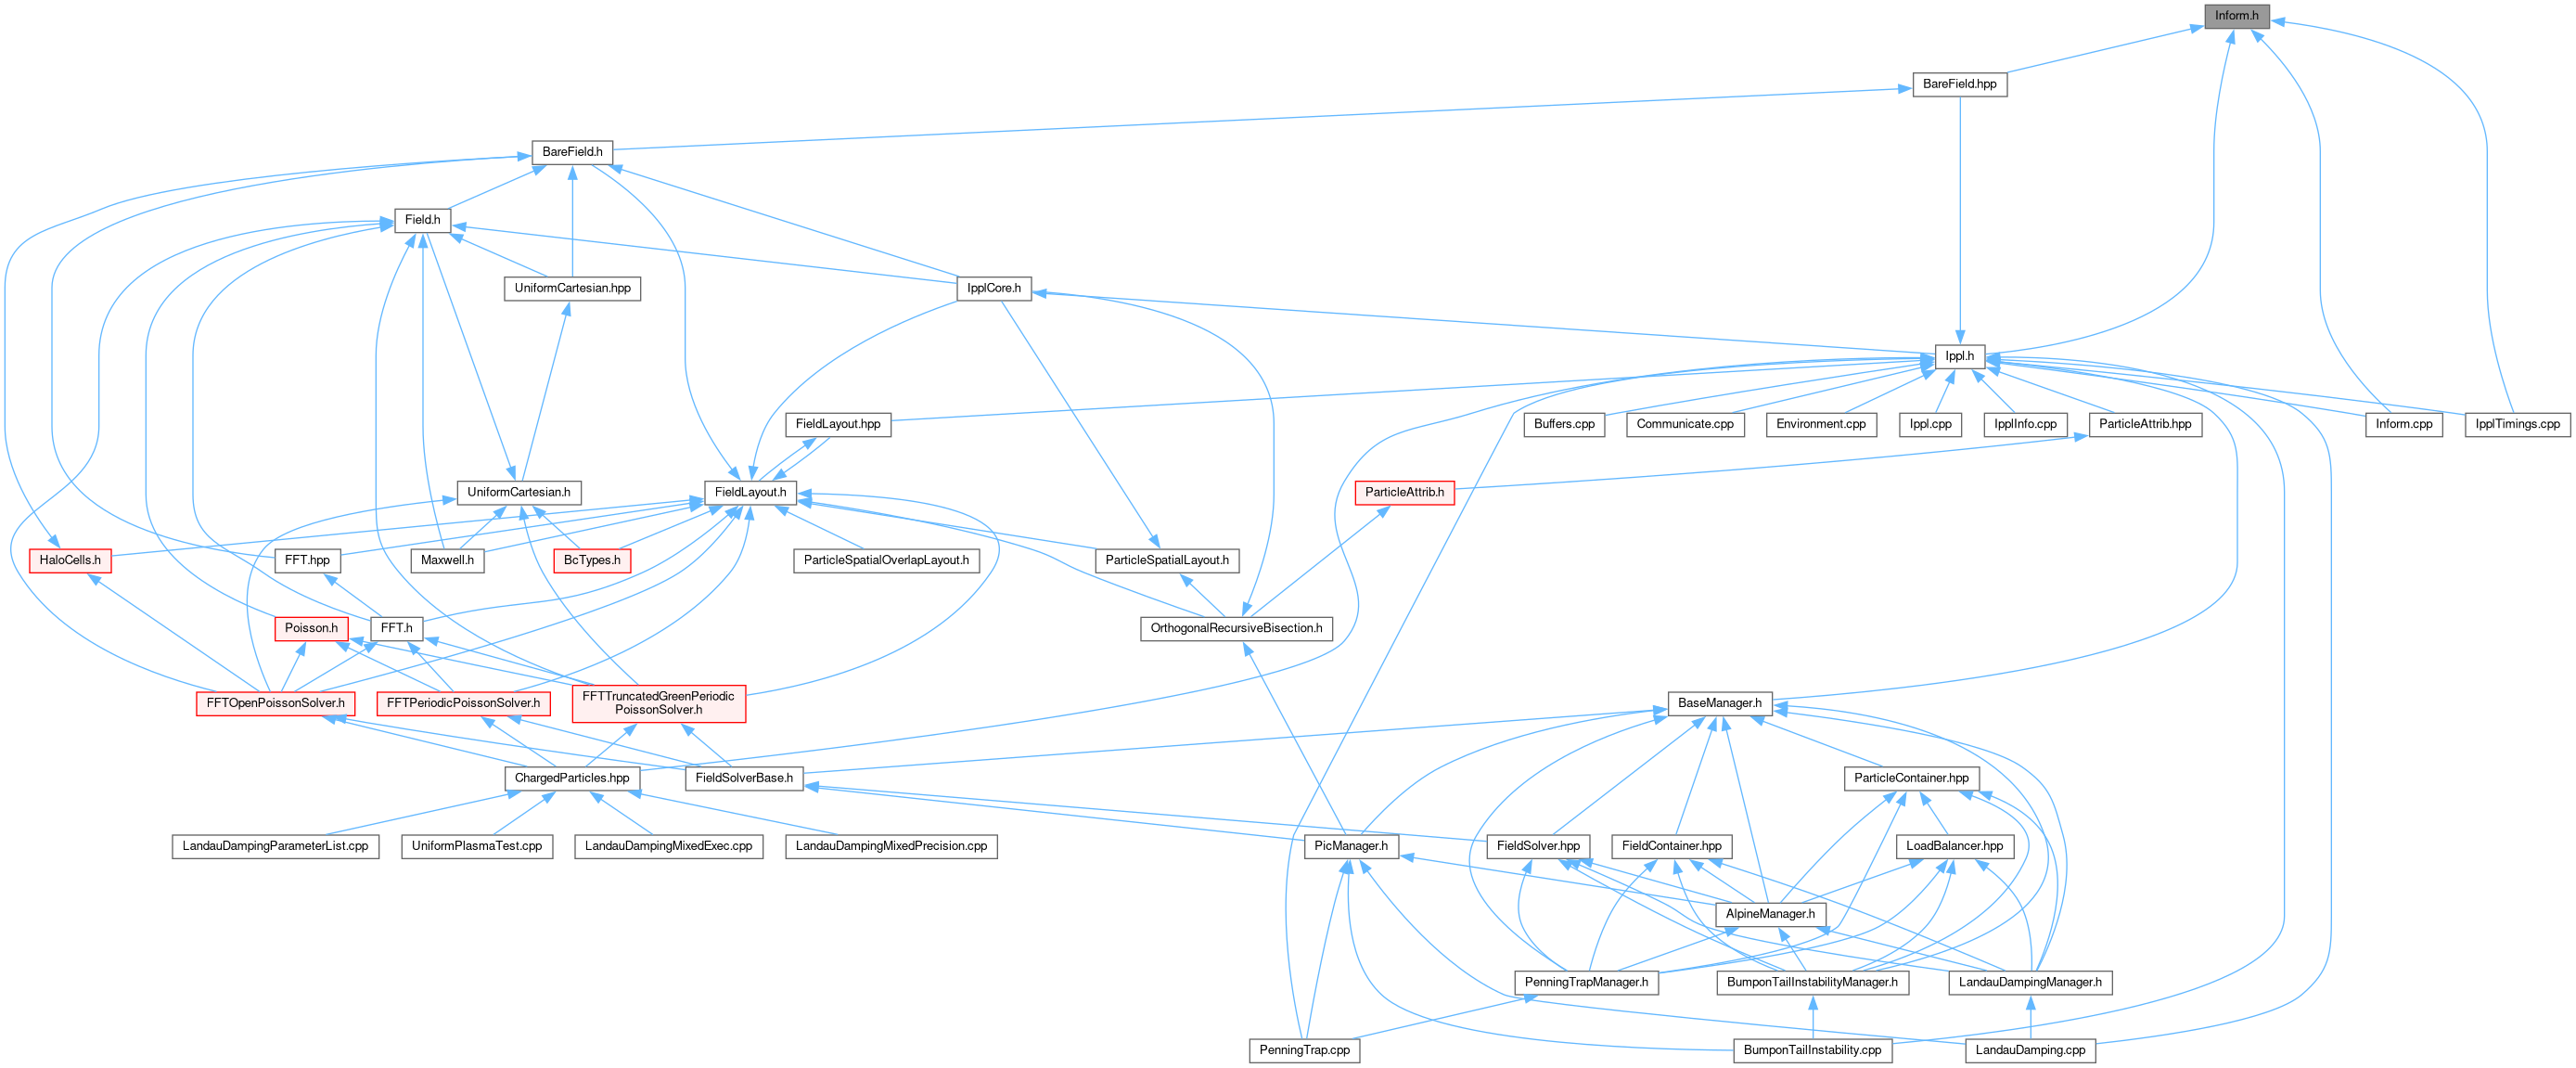 Inform.h
BareField.hpp
BareField.h
Field.h
UniformCartesian.hpp
IpplCore.h
Ippl.h
FieldLayout.hpp
Buffers.cpp
Communicate.cpp
Environment.cpp
Ippl.cpp
IpplInfo.cpp
ParticleAttrib.hpp
Inform.cpp
IpplTimings.cpp
UniformCartesian.h
FieldLayout.h
ParticleAttrib.h
HaloCells.h
FFT.hpp
Maxwell.h
BcTypes.h
ParticleSpatialOverlapLayout.h
ParticleSpatialLayout.h
Poisson.h
FFT.h
OrthogonalRecursiveBisection.h
FFTOpenPoissonSolver.h
FFTPeriodicPoissonSolver.h
FFTTruncatedGreenPeriodic
PoissonSolver.h
BaseManager.h
ChargedParticles.hpp
FieldSolverBase.h
ParticleContainer.hpp
LandauDampingParameterList.cpp
UniformPlasmaTest.cpp
LandauDampingMixedExec.cpp
LandauDampingMixedPrecision.cpp
PicManager.h
FieldSolver.hpp
FieldContainer.hpp
LoadBalancer.hpp
AlpineManager.h
PenningTrapManager.h
BumponTailInstabilityManager.h
LandauDampingManager.h
PenningTrap.cpp
BumponTailInstability.cpp
LandauDamping.cpp